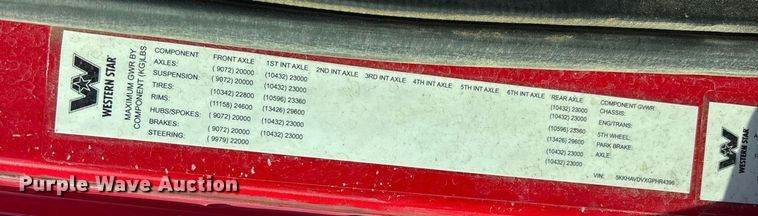 WESTERN STAR
MAXIMUM GWR BY COMPONENT (KG)LBS
COMPONENT FRONT AXLE 1ST INT AXLE 2ND INT AXLE 3RD INT AXLE 4TH INT AXLE 5TH INT AXLE 6TH INT AXLE REAR AXLE COMPONENT GVWR
AXLES: ( 9072) 20000 (10432) 23000 (10432) 23000 CHASSIS:
SUSPENSION: ( 9072) 20000 (10432) 23000 (10432) 23000 ENG/TRANS:
TIRES: (10342) 22800 (10596) 23360 (10596) 23360 5TH WHEEL:
RIMS: (11158) 24600 (13426) 29600 (13426) 29600 PARK BRAKE:
HUBS/SPOKES: ( 9072) 20000 (10432) 23000 (10432) 23000 AXLE:
BRAKES: ( 9072) 20000 (10432) 23000 (10432) 23000
STEERING: ( 9979) 22000
VIN: 5KKHAVDVXGPHR4396
Purple Wave Auction